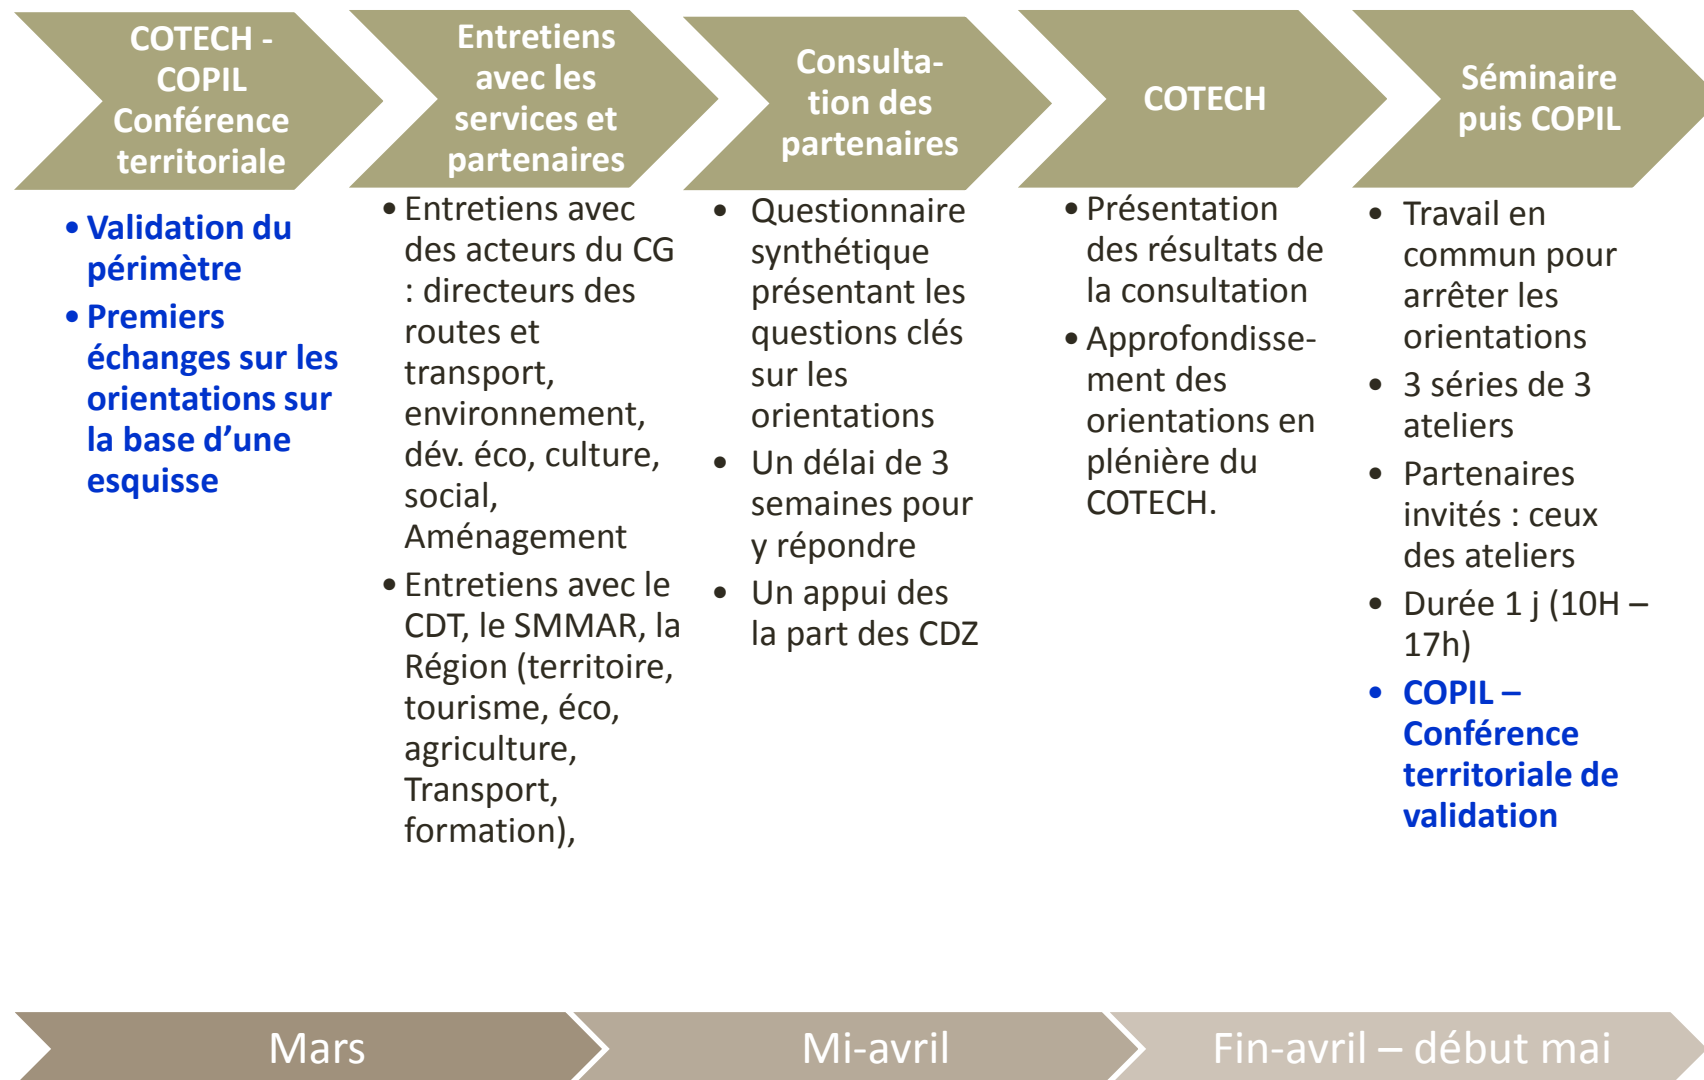 COTECH -
COPIL
Conférence
territoriale
Entretiens
avec les
services et
partenaires
Consulta-
tion des
partenaires
COTECH
Séminaire
puis COPIL
• Validation du
périmètre
• Premiers
échanges sur les
orientations sur
la base d’une
esquisse
• Entretiens avec
des acteurs du CG
: directeurs des
routes et
transport,
environnement,
dév. éco, culture,
social,
Aménagement
• Entretiens avec le
CDT, le SMMAR, la
Région (territoire,
tourisme, éco,
agriculture,
Transport,
formation),
• Questionnaire
synthétique
présentant les
questions clés
sur les
orientations
• Un délai de 3
semaines pour
y répondre
• Un appui des
la part des CDZ
• Présentation
des résultats de
la consultation
• Approfondisse-
ment des
orientations en
plénière du
COTECH.
• Travail en
commun pour
arrêter les
orientations
• 3 séries de 3
ateliers
• Partenaires
invités : ceux
des ateliers
• Durée 1 j (10H –
17h)
• COPIL –
Conférence
territoriale de
validation
Mars
Mi-avril
Fin-avril – début mai